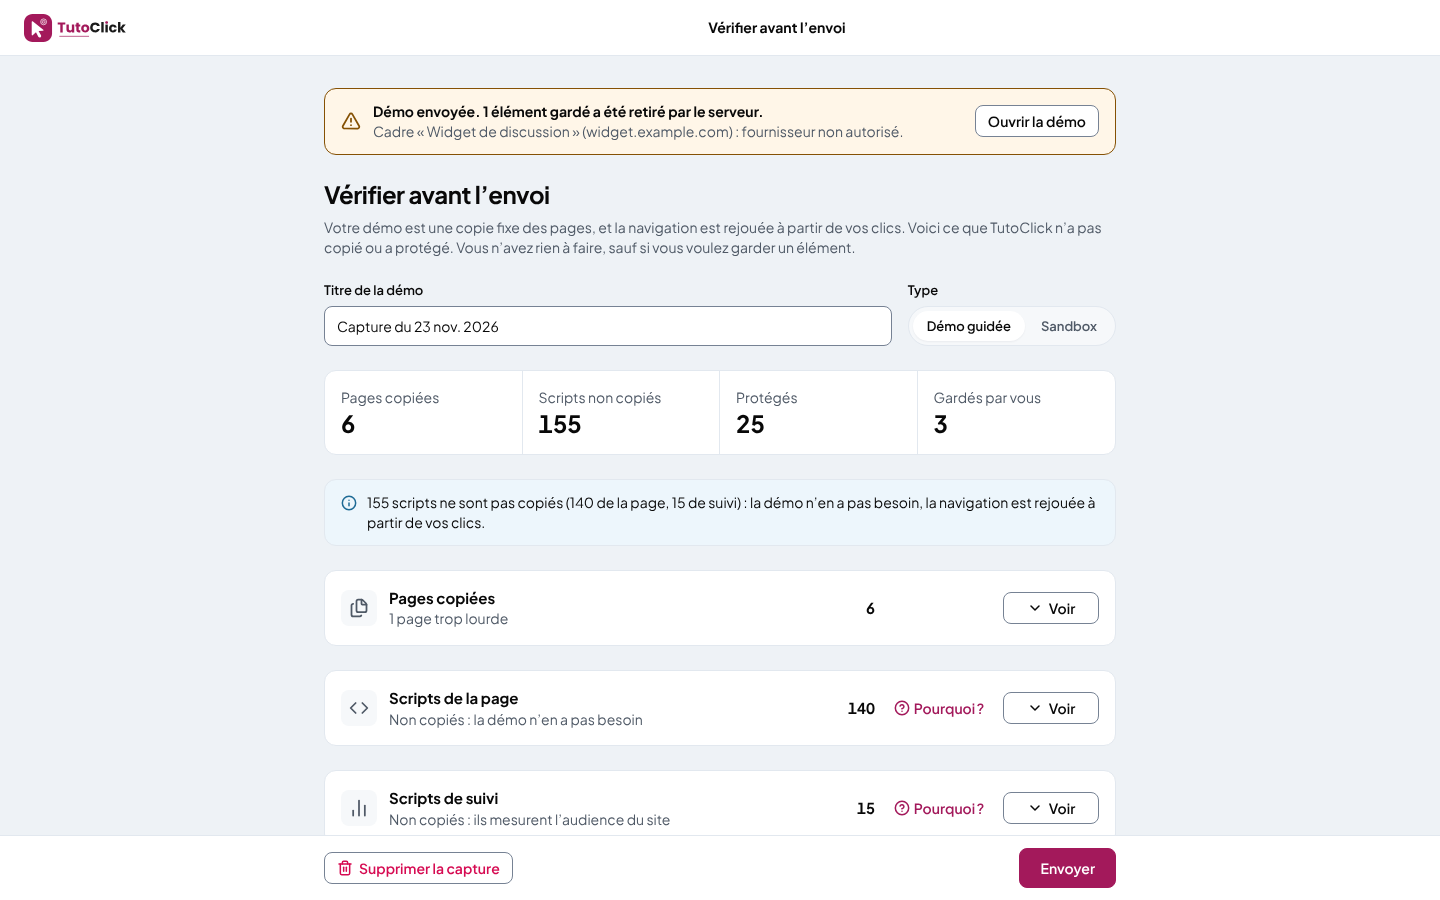 TutoClick
Vérifier avant l’envoi
Démo envoyée. 1 élément gardé a été retiré par le serveur.
Cadre « Widget de discussion » (widget.example.com) : fournisseur non autorisé.
Ouvrir la démo
Vérifier avant l’envoi
Votre démo est une copie fixe des pages, et la navigation est rejouée à partir de vos clics. Voici ce que TutoClick n’a pas
copié ou a protégé. Vous n’avez rien à faire, sauf si vous voulez garder un élément.
Titre de la démo
Type
Capture du 23 nov. 2026
Démo guidée
Sandbox
Pages copiées
6
Scripts non copiés
155
Protégés
25
Gardés par vous
3
155 scripts ne sont pas copiés (140 de la page, 15 de suivi) : la démo n’en a pas besoin, la navigation est rejouée à
partir de vos clics.
Pages copiées
1 page trop lourde
6
Voir
Scripts de la page
Non copiés : la démo n’en a pas besoin
140
Pourquoi ?
Voir
Scripts de suivi
Non copiés : ils mesurent l’audience du site
15
Pourquoi ?
Voir
Supprimer la capture
Envoyer